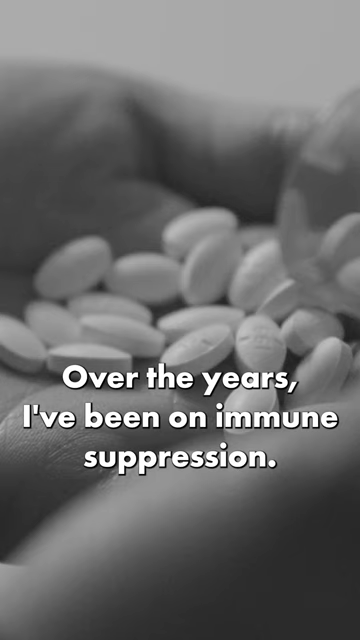 Over the years,
I've been on immune
suppression.